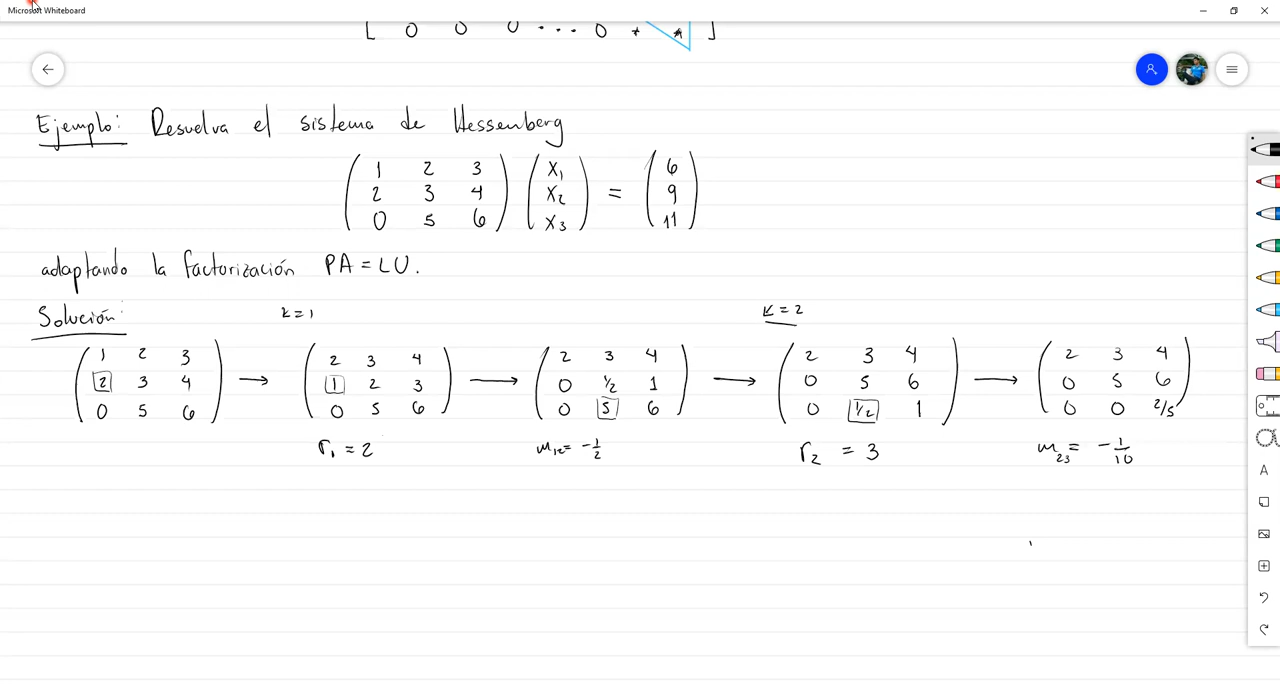 Microsoft Whiteboard
[ 0 0 0 ... 0 * * ]
Ejemplo: Resuelva el sistema de Hessenberg
1 2 3 x₁ 6
2 3 4 x₂ = 9
0 5 6 x₃ 11
adaptando la factorización PA = LU.
Solución: k=1 k=2
1 2 3 2 3 4 2 3 4 2 3 4 2 3 4
2 3 4 → 1 2 3 → 0 1/2 1 → 0 5 6 → 0 5 6
0 5 6 0 5 6 0 5 6 0 1/2 1 0 0 2/5
r₁ = 2 m₁₂ = -1/2 r₂ = 3 m₂₃ = -1/10
A